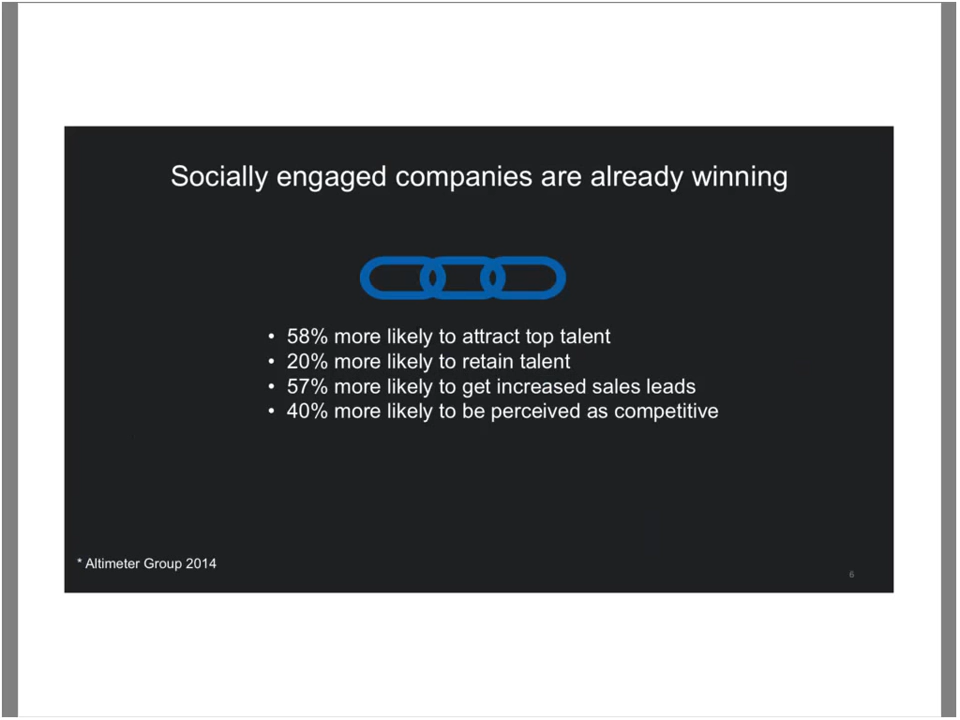 Socially engaged companies are already winning
• 58% more likely to attract top talent
• 20% more likely to retain talent
• 57% more likely to get increased sales leads
• 40% more likely to be perceived as competitive
* Altimeter Group 2014
6